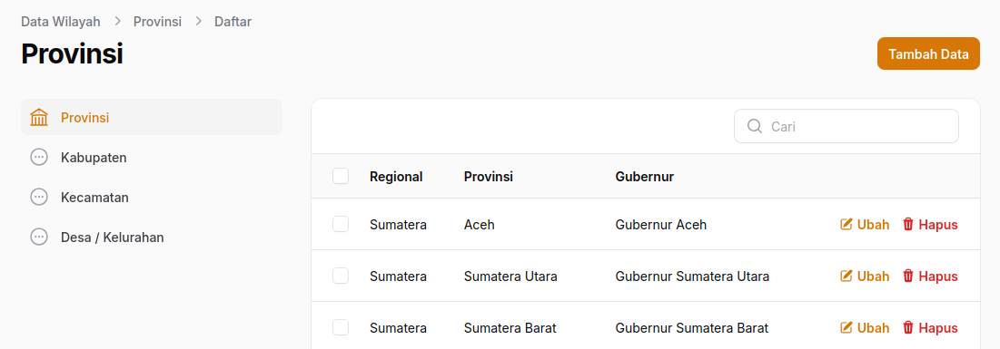 Data Wilayah > Provinsi > Daftar
Provinsi
Tambah Data
Provinsi
Kabupaten
Kecamatan
Desa / Kelurahan
Cari
Regional Provinsi Gubernur
Sumatera Aceh Gubernur Aceh Ubah Hapus
Sumatera Sumatera Utara Gubernur Sumatera Utara Ubah Hapus
Sumatera Sumatera Barat Gubernur Sumatera Barat Ubah Hapus